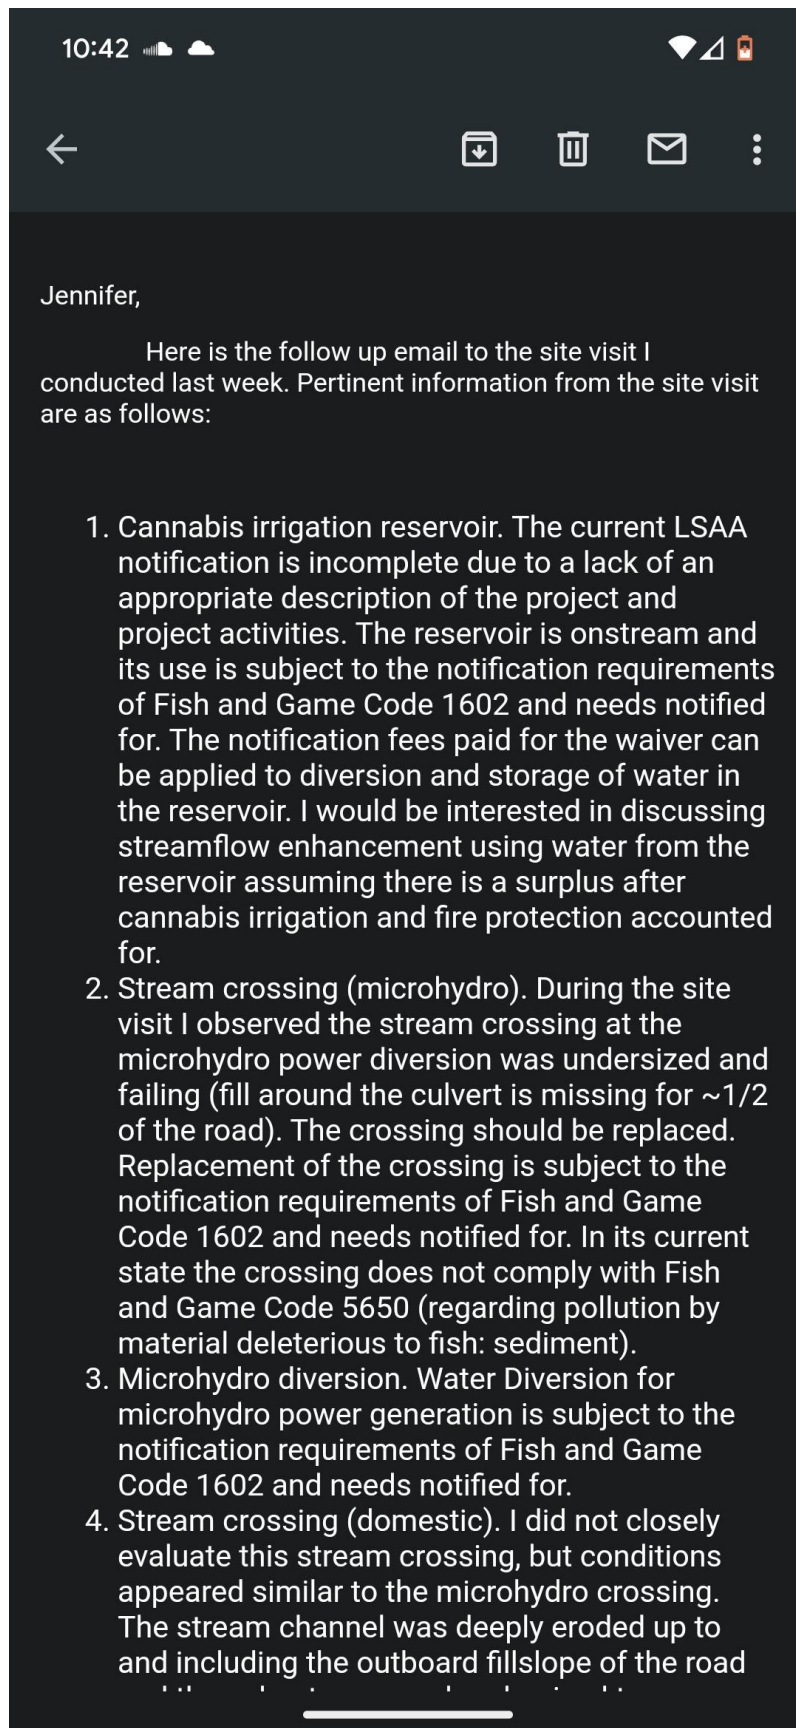 10:42
Jennifer,
Here is the follow up email to the site visit I
conducted last week. Pertinent information from the site visit
are as follows:
1. Cannabis irrigation reservoir. The current LSAA
notification is incomplete due to a lack of an
appropriate description of the project and
project activities. The reservoir is onstream and
its use is subject to the notification requirements
of Fish and Game Code 1602 and needs notified
for. The notification fees paid for the waiver can
be applied to diversion and storage of water in
the reservoir. I would be interested in discussing
streamflow enhancement using water from the
reservoir assuming there is a surplus after
cannabis irrigation and fire protection accounted
for.
2. Stream crossing (microhydro). During the site
visit I observed the stream crossing at the
microhydro power diversion was undersized and
failing (fill around the culvert is missing for ~1/2
of the road). The crossing should be replaced.
Replacement of the crossing is subject to the
notification requirements of Fish and Game
Code 1602 and needs notified for. In its current
state the crossing does not comply with Fish
and Game Code 5650 (regarding pollution by
material deleterious to fish: sediment).
3. Microhydro diversion. Water Diversion for
microhydro power generation is subject to the
notification requirements of Fish and Game
Code 1602 and needs notified for.
4. Stream crossing (domestic). I did not closely
evaluate this stream crossing, but conditions
appeared similar to the microhydro crossing.
The stream channel was deeply eroded up to
and including the outboard fillslope of the road